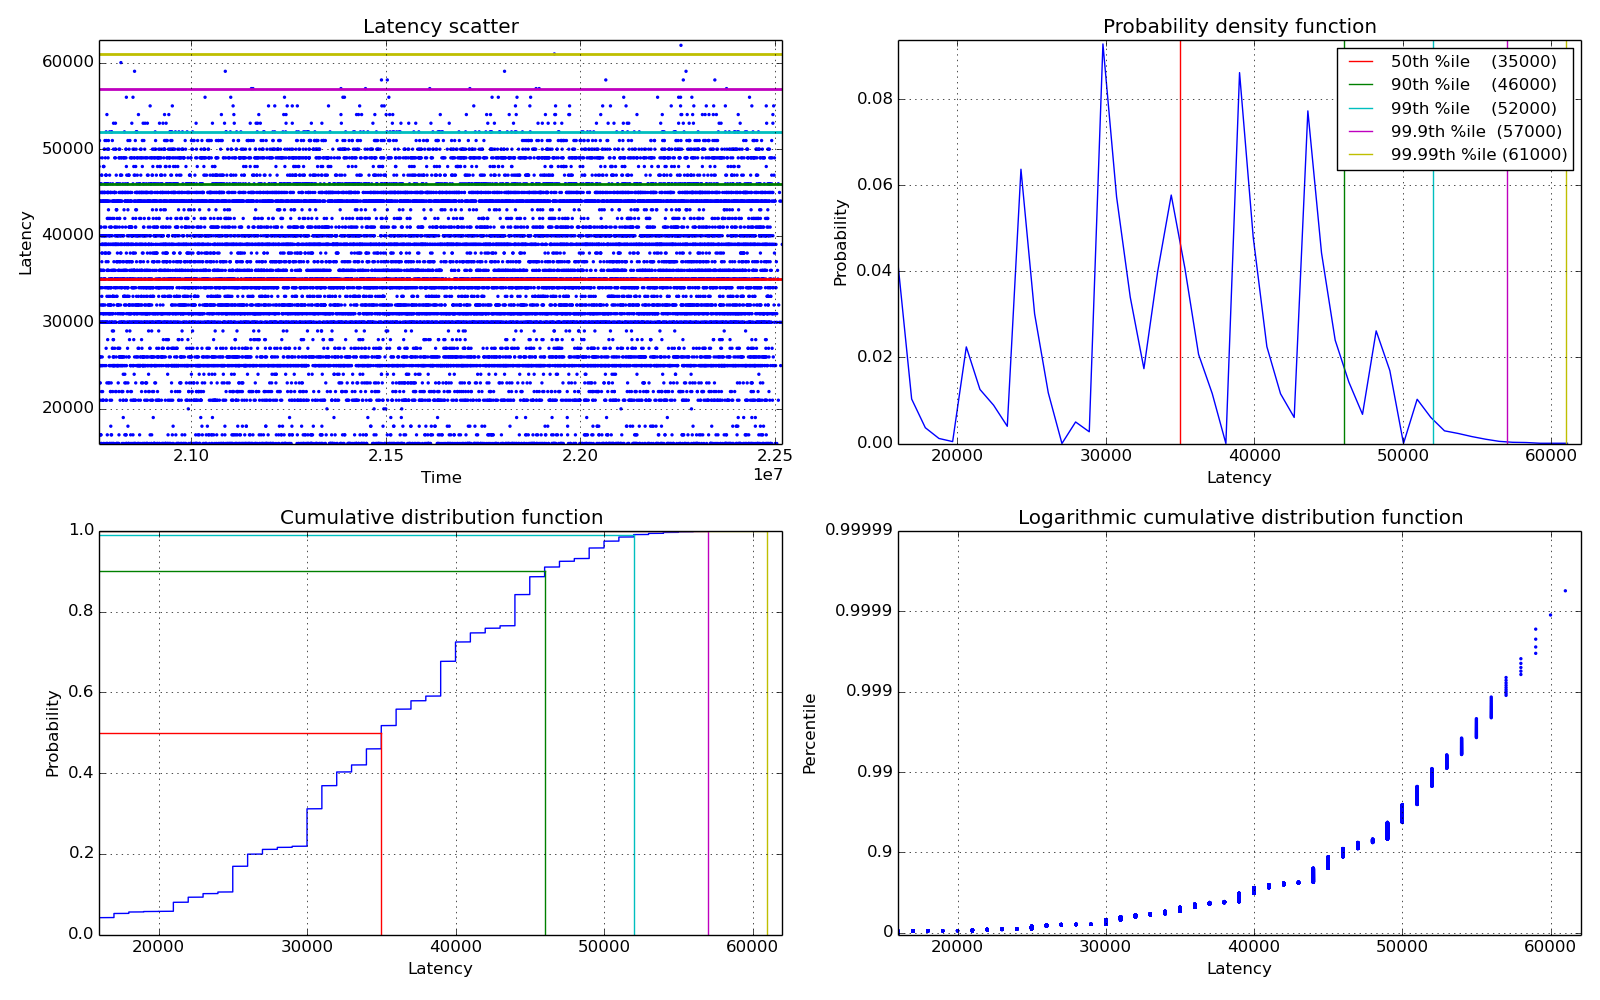 Latency scatter
60000
50000
40000
30000
20000
Latency
2.10
2.15
2.20
2.25
1e7
Time
Probability density function
50th %ile (35000)
90th %ile (46000)
99th %ile (52000)
99.9th %ile (57000)
99.99th %ile (61000)
0.08
0.06
0.04
0.02
0.00
Probability
20000
30000
40000
50000
60000
Latency
Cumulative distribution function
1.0
0.8
0.6
0.4
0.2
0.0
Probability
20000
30000
40000
50000
60000
Latency
Logarithmic cumulative distribution function
0.99999
0.9999
0.999
0.99
0.9
0
Percentile
20000
30000
40000
50000
60000
Latency